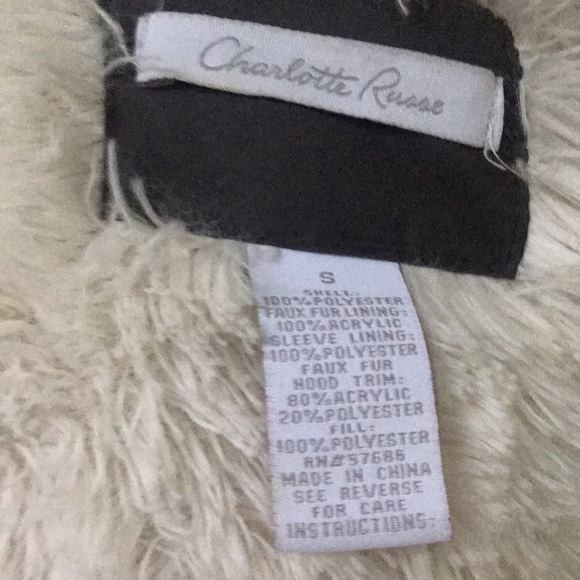 Charlotte Russe
S
SHELL:
100%POLYESTER
FAUX FUR LINING:
100%ACRYLIC
SLEEVE LINING:
100%POLYESTER
FAUX FUR
HOOD TRIM:
80%ACRYLIC
20%POLYESTER
FILL:
100%POLYESTER
RN#97686
MADE IN CHINA
SEE REVERSE
FOR CARE
INSTRUCTIONS: